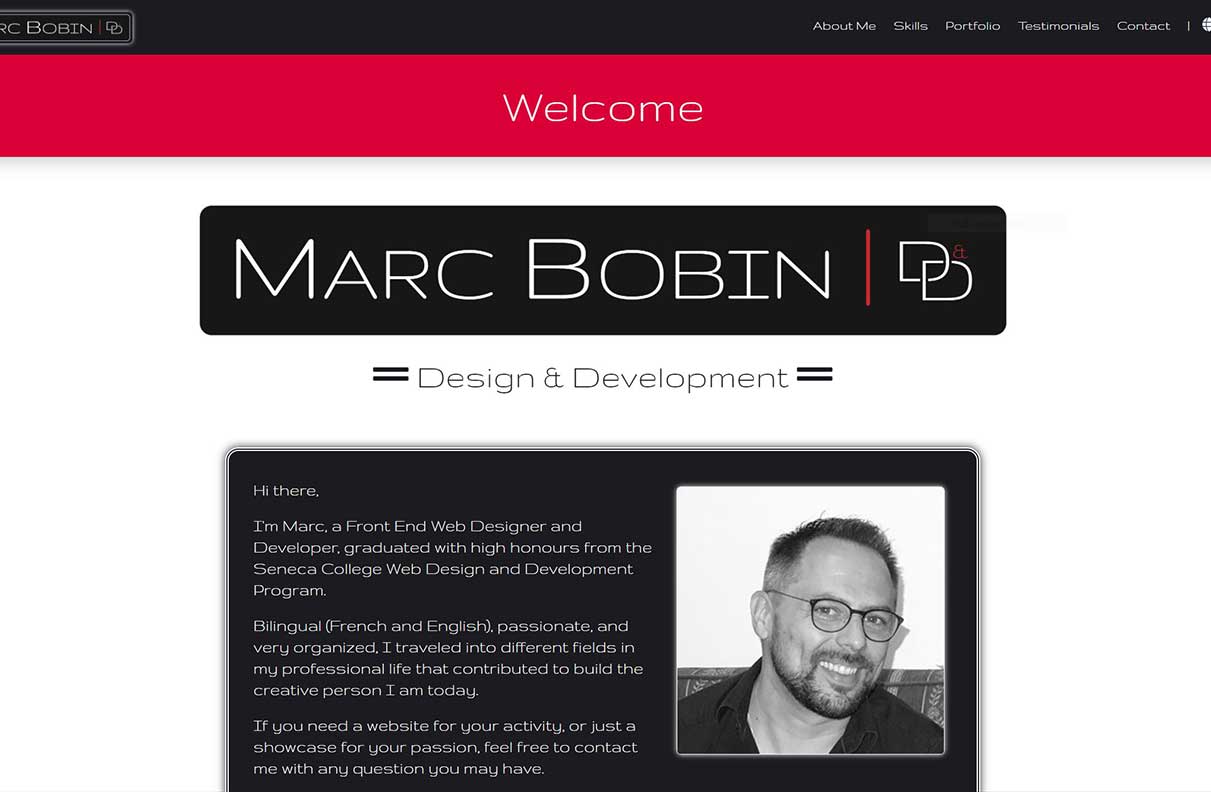 RC BOBIN | DD
About Me Skills Portfolio Testimonials Contact |
Welcome
MARC BOBIN | D&D
Design & Development
Hi there,
I'm Marc, a Front End Web Designer and
Developer, graduated with high honours from the
Seneca College Web Design and Development
Program.
Bilingual (French and English), passionate, and
very organized, I traveled into different fields in
my professional life that contributed to build the
creative person I am today.
If you need a website for your activity, or just a
showcase for your passion, feel free to contact
me with any question you may have.